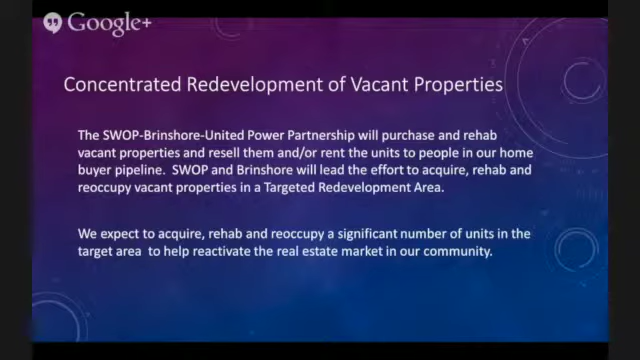 Google+
Concentrated Redevelopment of Vacant Properties
The SWOP-Brinshore-United Power Partnership will purchase and rehab
vacant properties and resell them and/or rent the units to people in our home
buyer pipeline.  SWOP and Brinshore will lead the effort to acquire, rehab and
reoccupy vacant properties in a Targeted Redevelopment Area.
We expect to acquire, rehab and reoccupy a significant number of units in the
target area  to help reactivate the real estate market in our community.